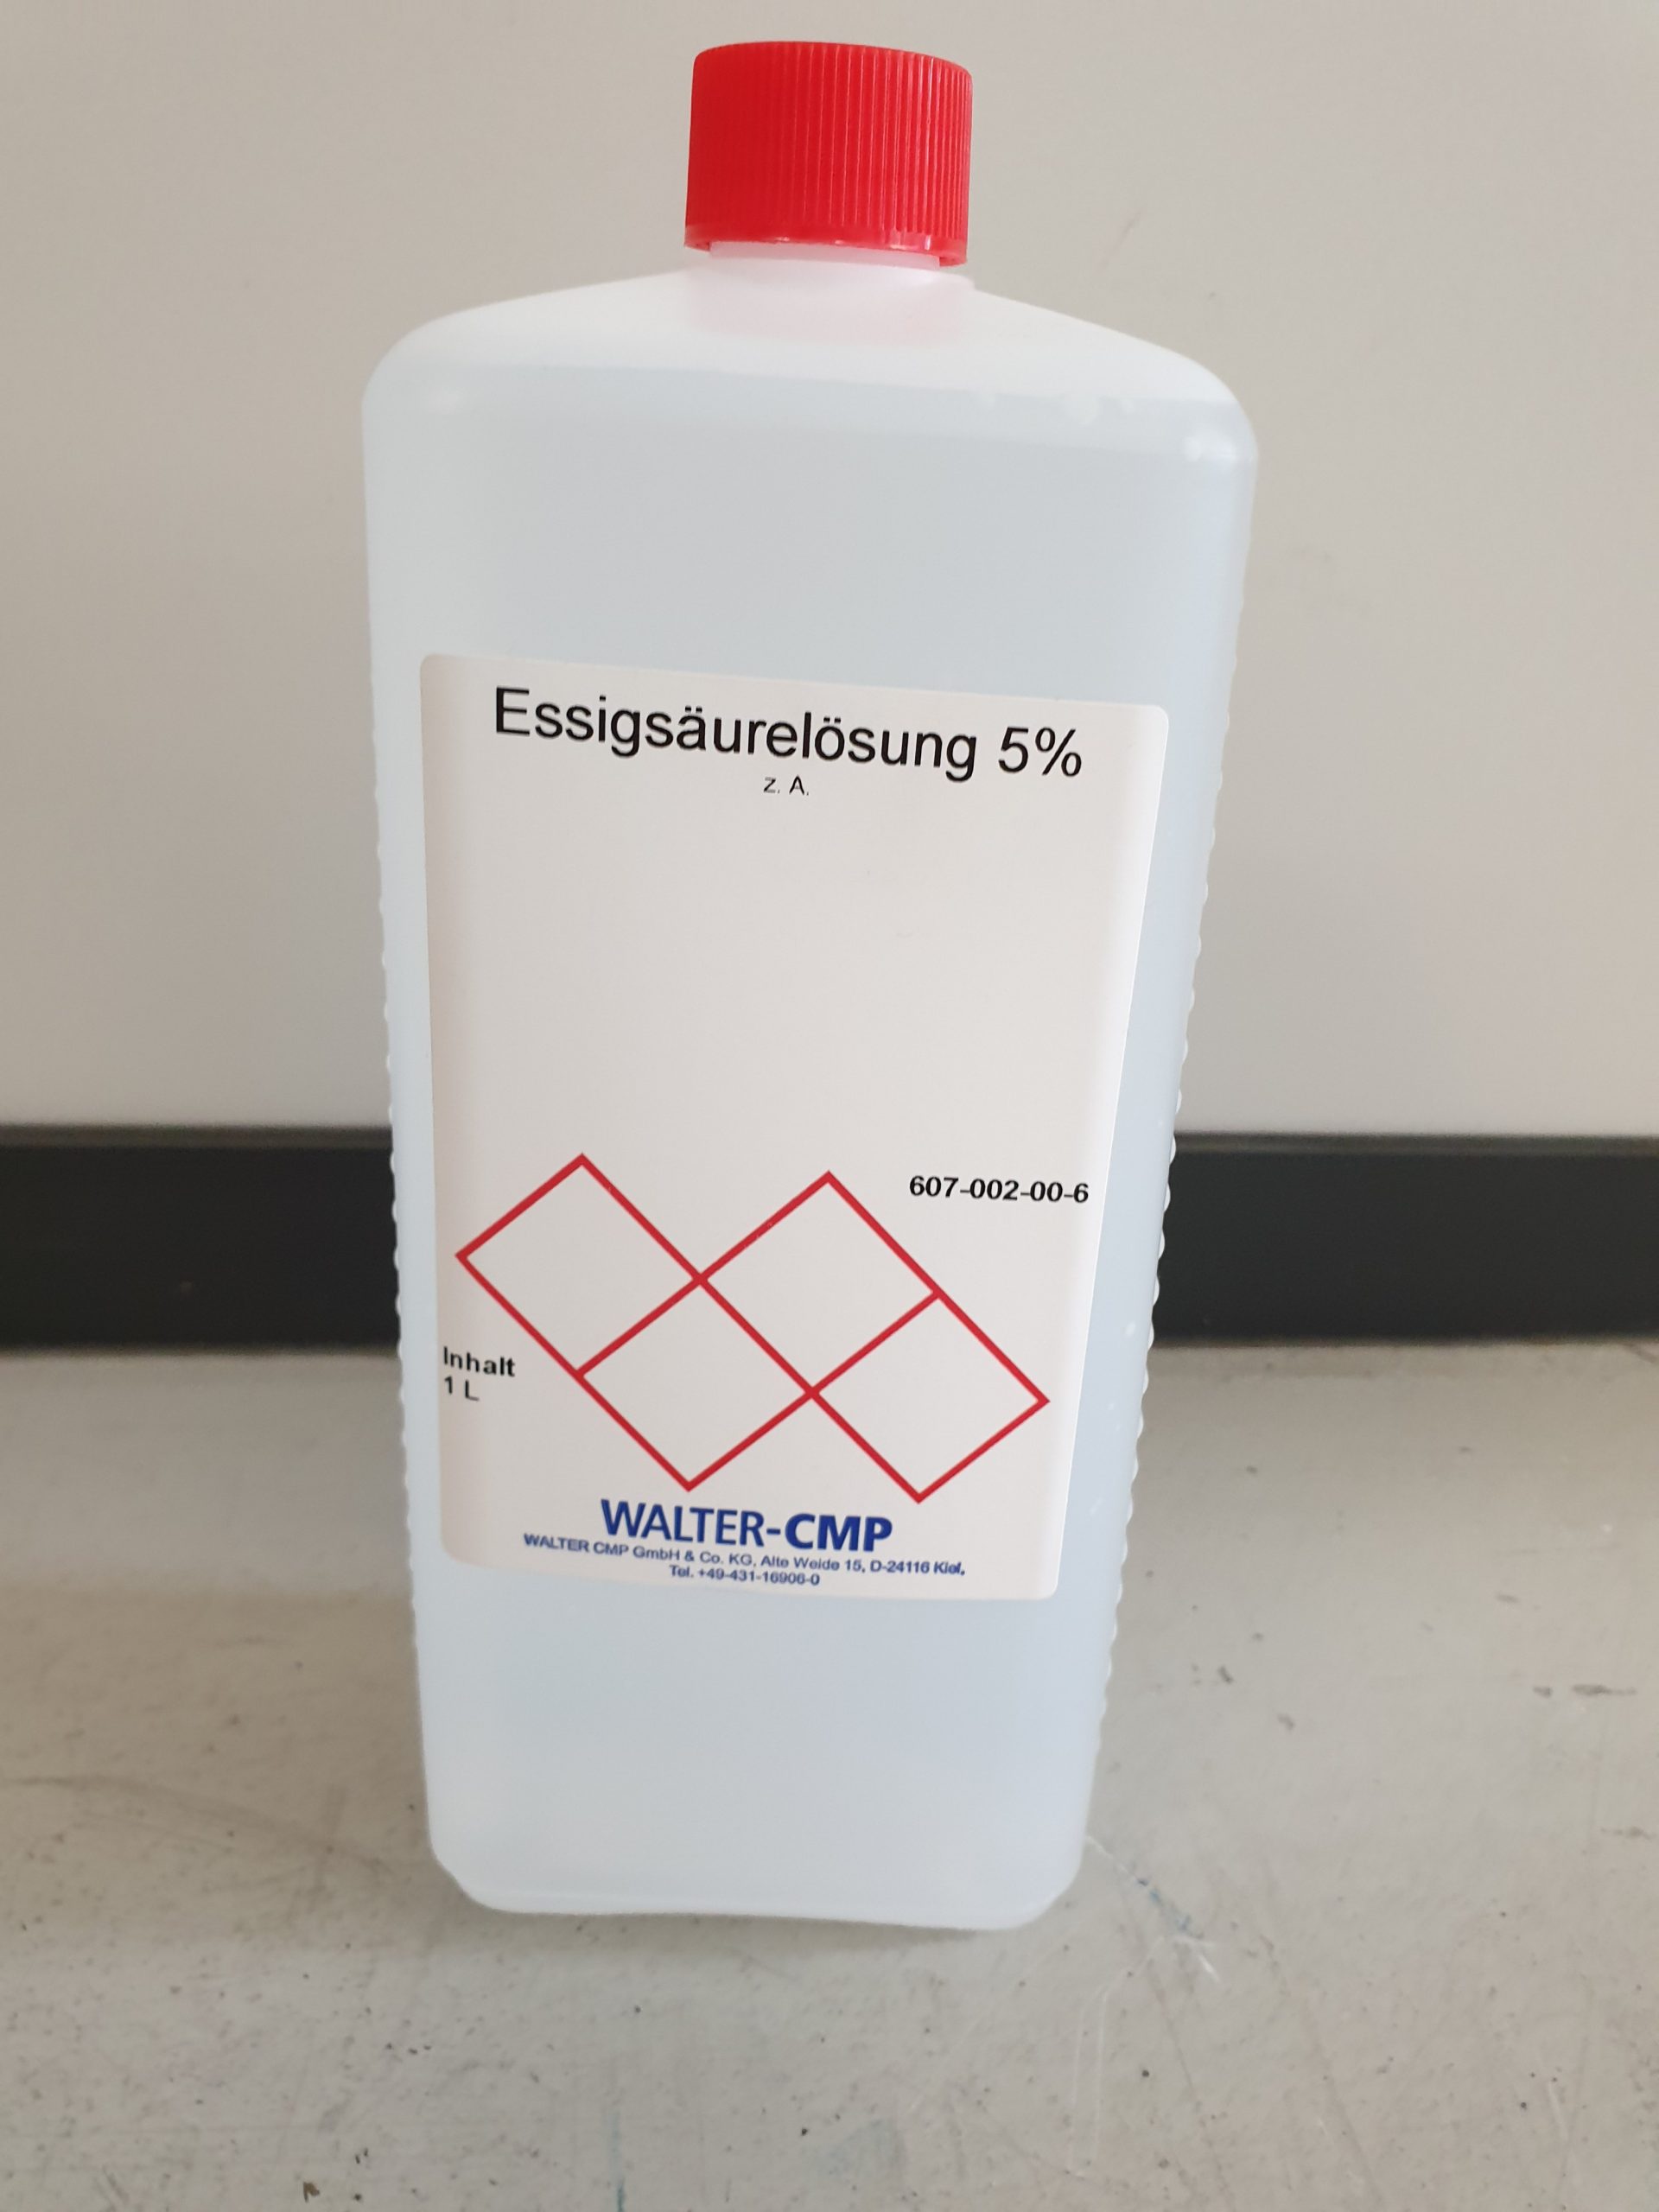 Essigsäurelösung 5%
z. A.
607-002-00-6
Inhalt
1 L
WALTER-CMP
WALTER CMP GmbH & Co. KG, Alte Weide 15, D-24116 Kiel,
Tel. +49-431-16906-0